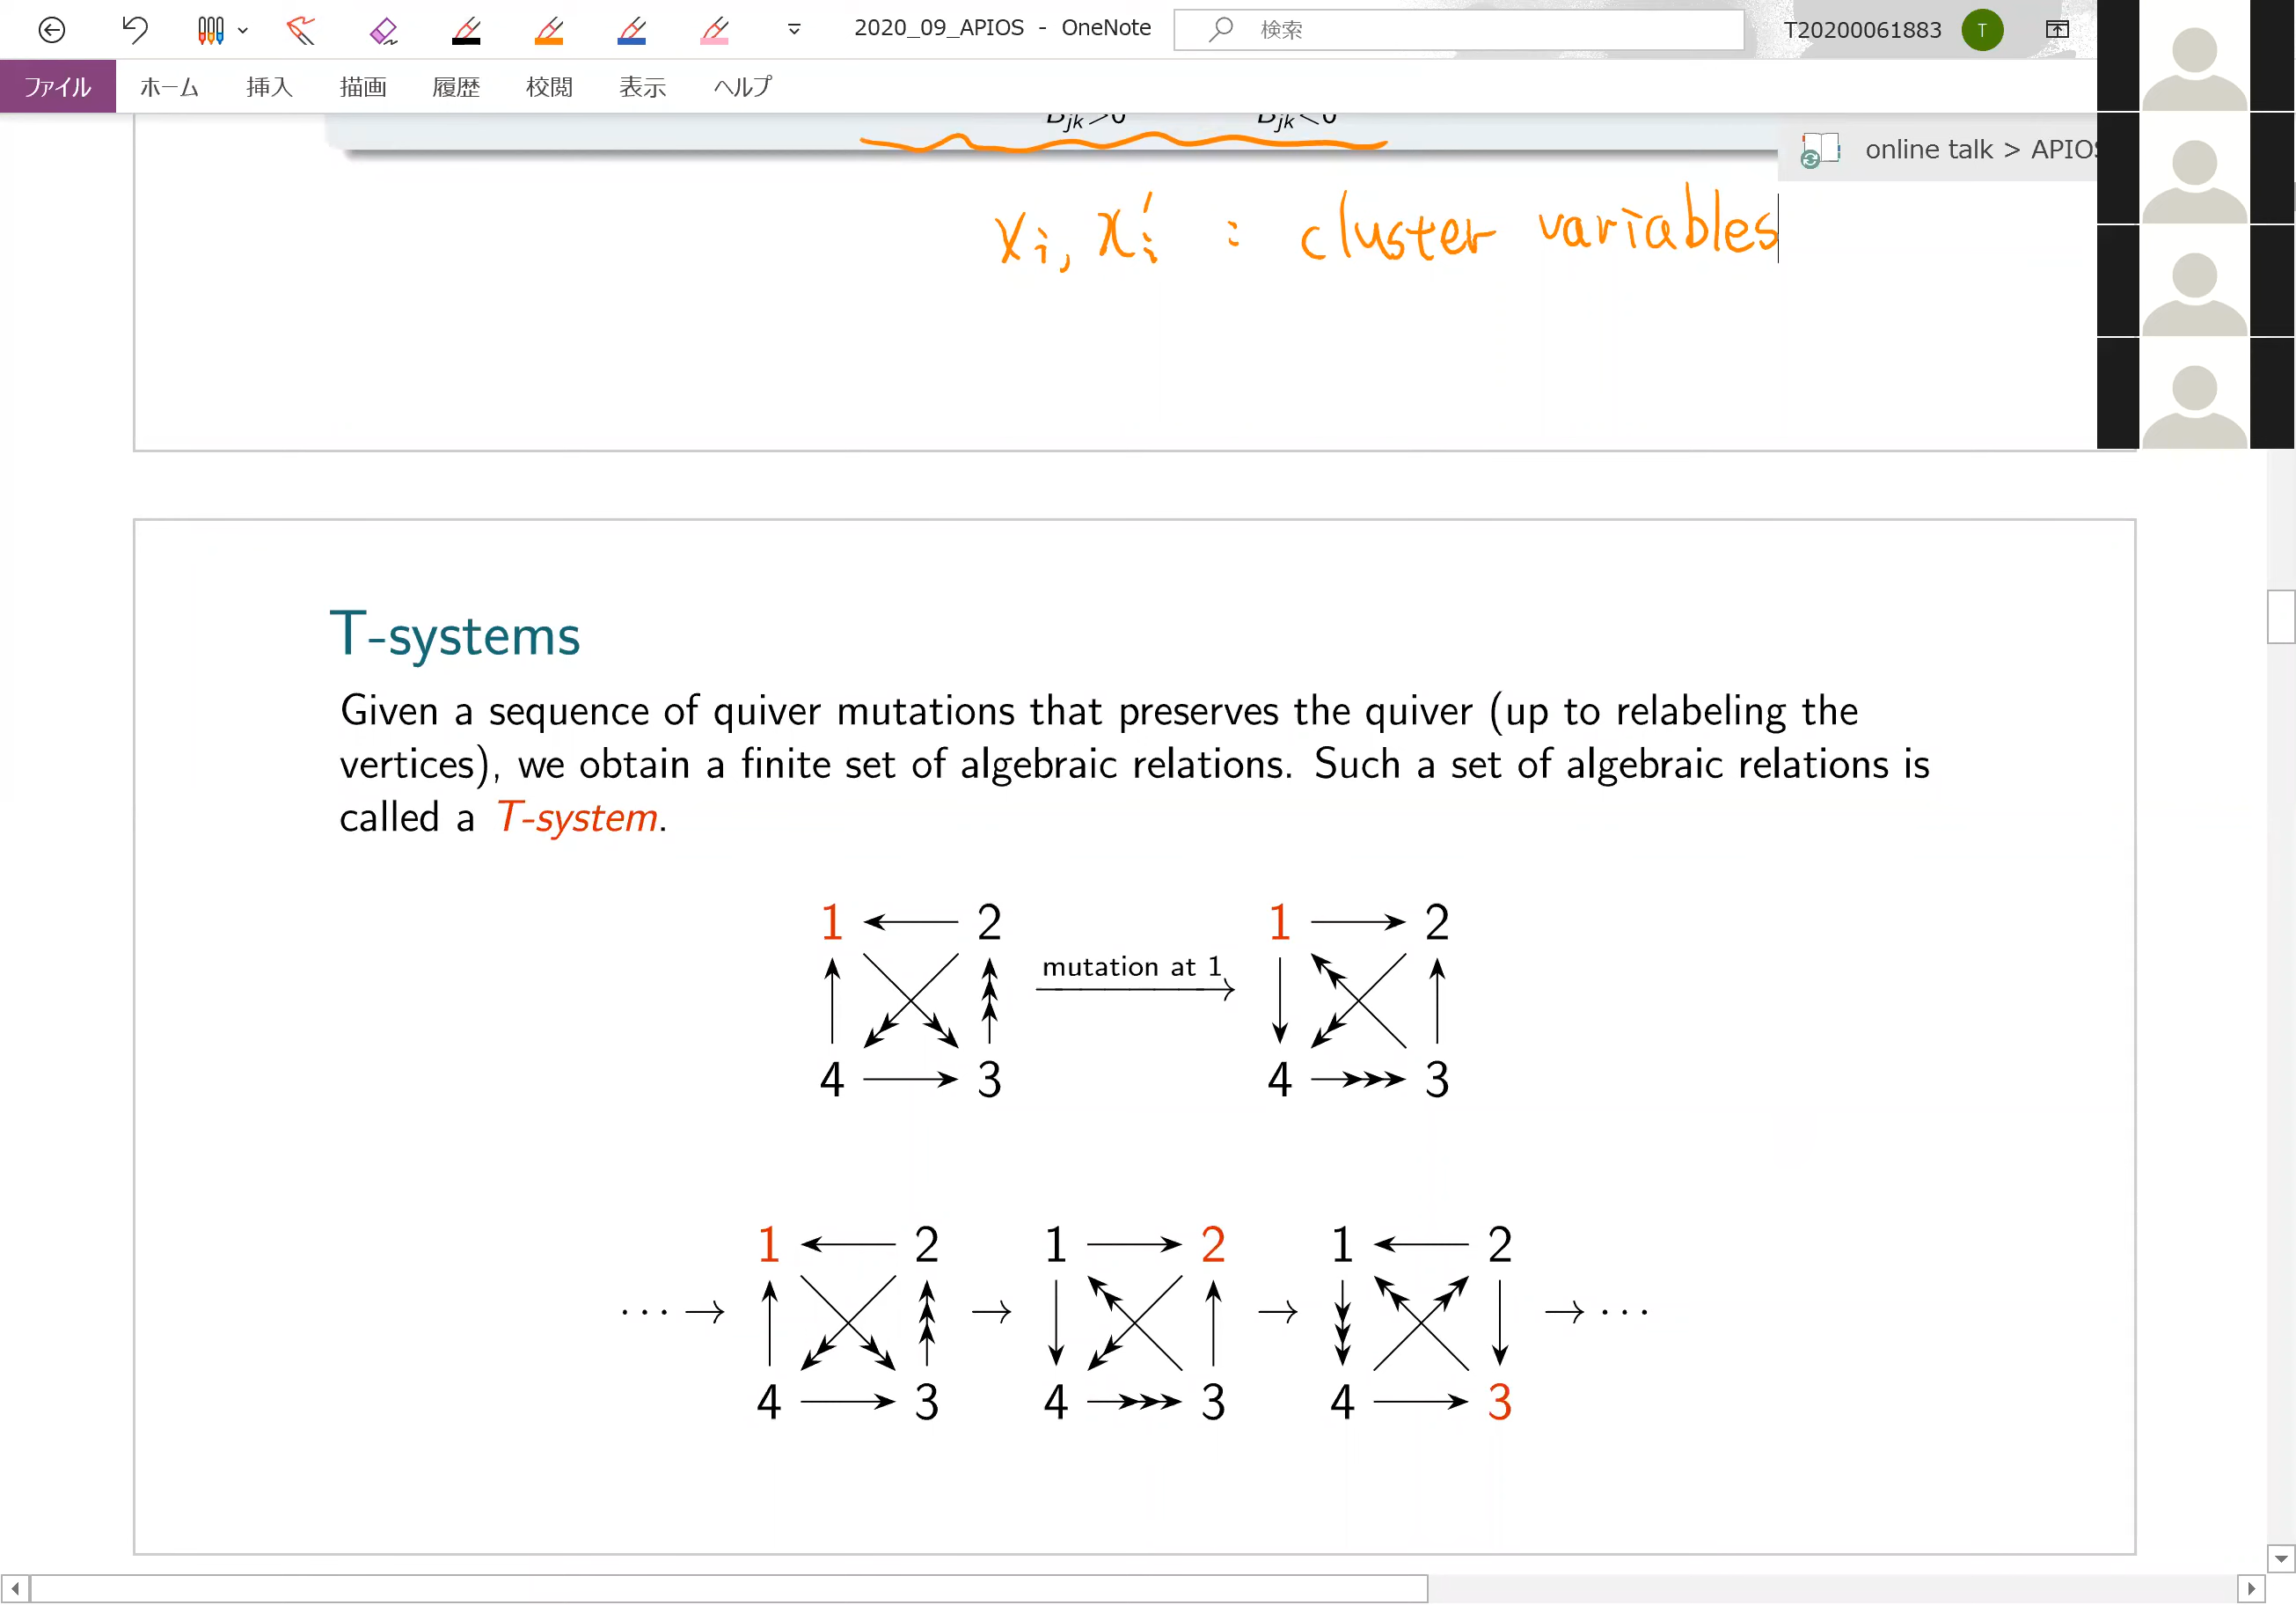 2020_09_APIOS - OneNote
検索
T20200061883
T
ファイル ホーム 挿入 描画 履歴 校閲 表示 ヘルプ
B_jk>0 B_jk<0
online talk > APIOS
x_i, x_i' : cluster variables
T-systems
Given a sequence of quiver mutations that preserves the quiver (up to relabeling the
vertices), we obtain a finite set of algebraic relations. Such a set of algebraic relations is
called a T-system.
1 ← 2 1 → 2
mutation at 1
4 → 3 4 → 3
1 ← 2 1 → 2 1 ← 2
··· → → → → ···
4 → 3 4 → 3 4 → 3